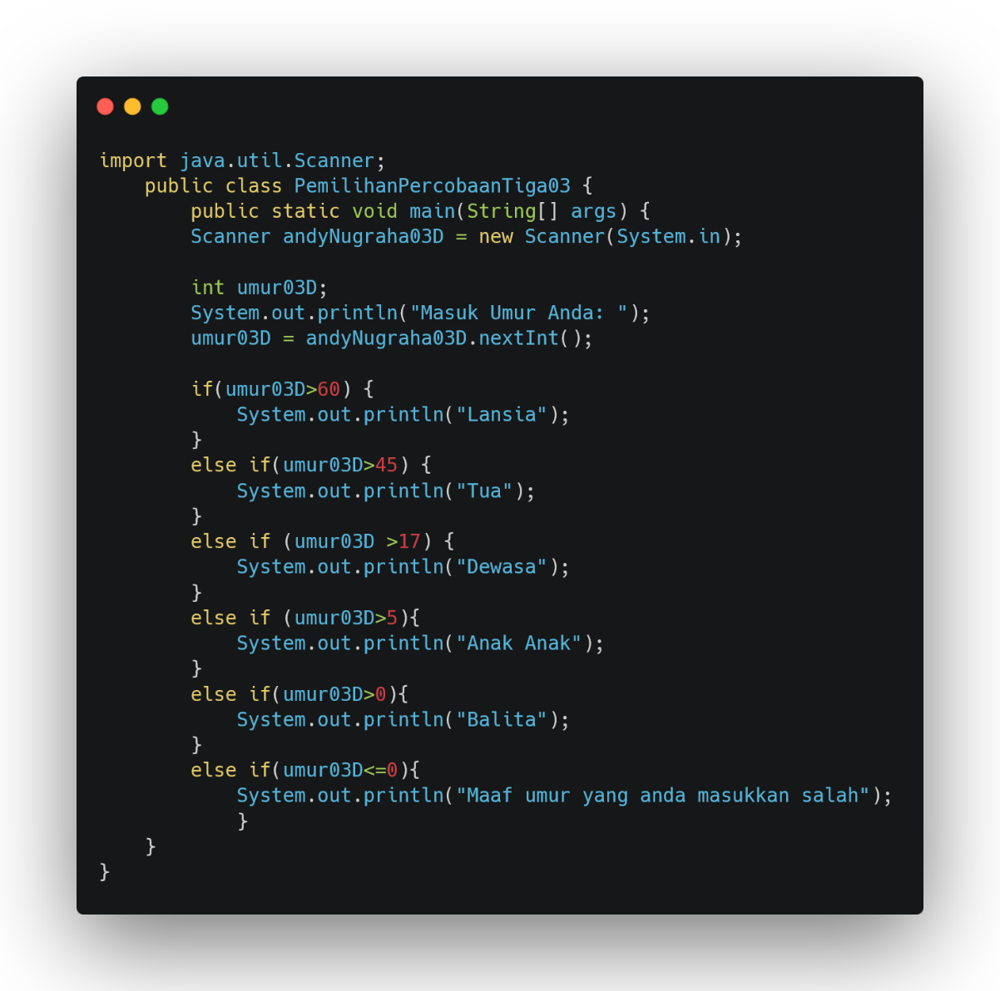 import java.util.Scanner;
    public class PemilihanPercobaanTiga03 {
        public static void main(String[] args) {
        Scanner andyNugraha03D = new Scanner(System.in);

        int umur03D;
        System.out.println("Masuk Umur Anda: ");
        umur03D = andyNugraha03D.nextInt();

        if(umur03D>60) {
            System.out.println("Lansia");
        }
        else if(umur03D>45) {
            System.out.println("Tua");
        }
        else if (umur03D >17) {
            System.out.println("Dewasa");
        }
        else if (umur03D>5){
            System.out.println("Anak Anak");
        }
        else if(umur03D>0){
            System.out.println("Balita");
        }
        else if(umur03D<=0){
            System.out.println("Maaf umur yang anda masukkan salah");
            }
    }
}